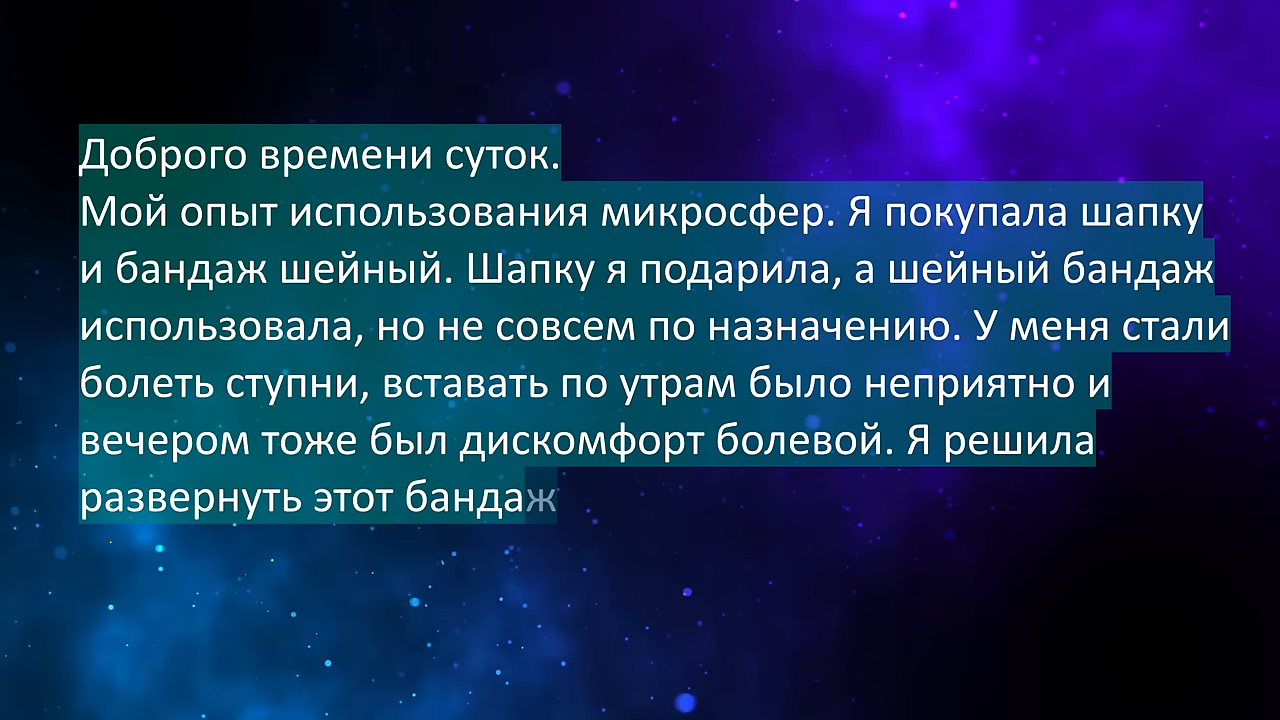 Доброго времени суток.
Мой опыт использования микросфер. Я покупала шапку
и бандаж шейный. Шапку я подарила, а шейный бандаж
использовала, но не совсем по назначению. У меня стали
болеть ступни, вставать по утрам было неприятно и
вечером тоже был дискомфорт болевой. Я решила
развернуть этот бандаж